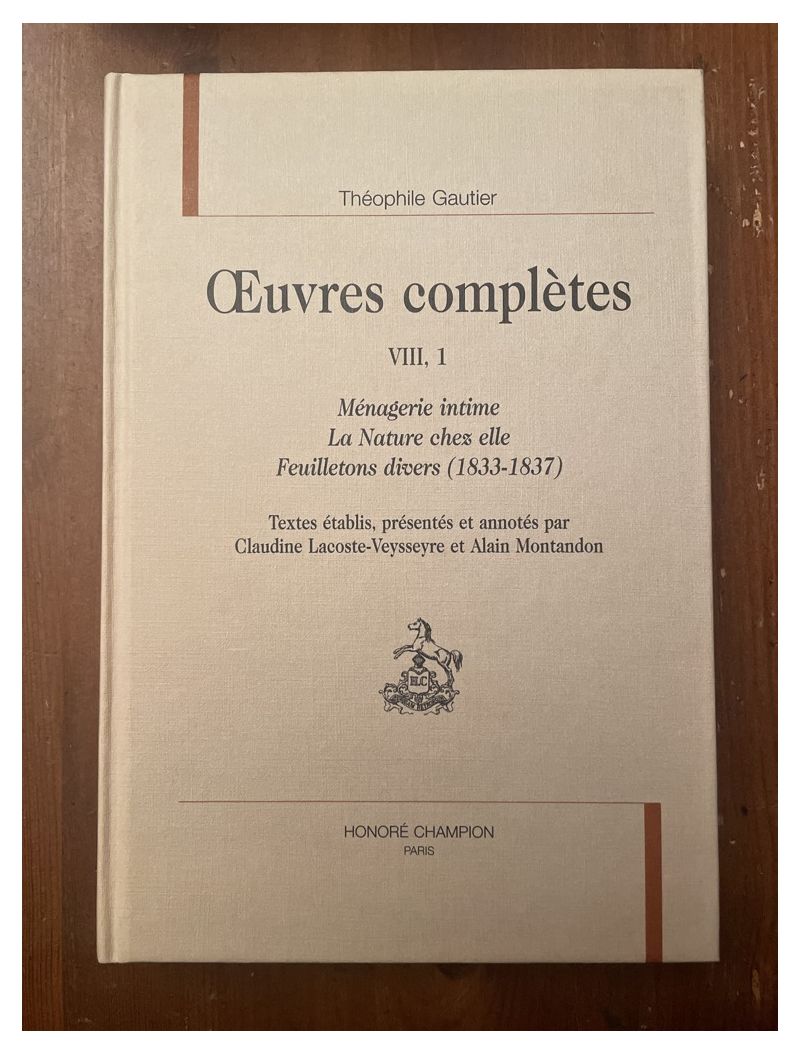 Théophile Gautier
Œuvres complètes
VIII, 1
Ménagerie intime
La Nature chez elle
Feuilletons divers (1833-1837)
Textes établis, présentés et annotés par
Claudine Lacoste-Veysseyre et Alain Montandon
HLC
HONORÉ CHAMPION
PARIS